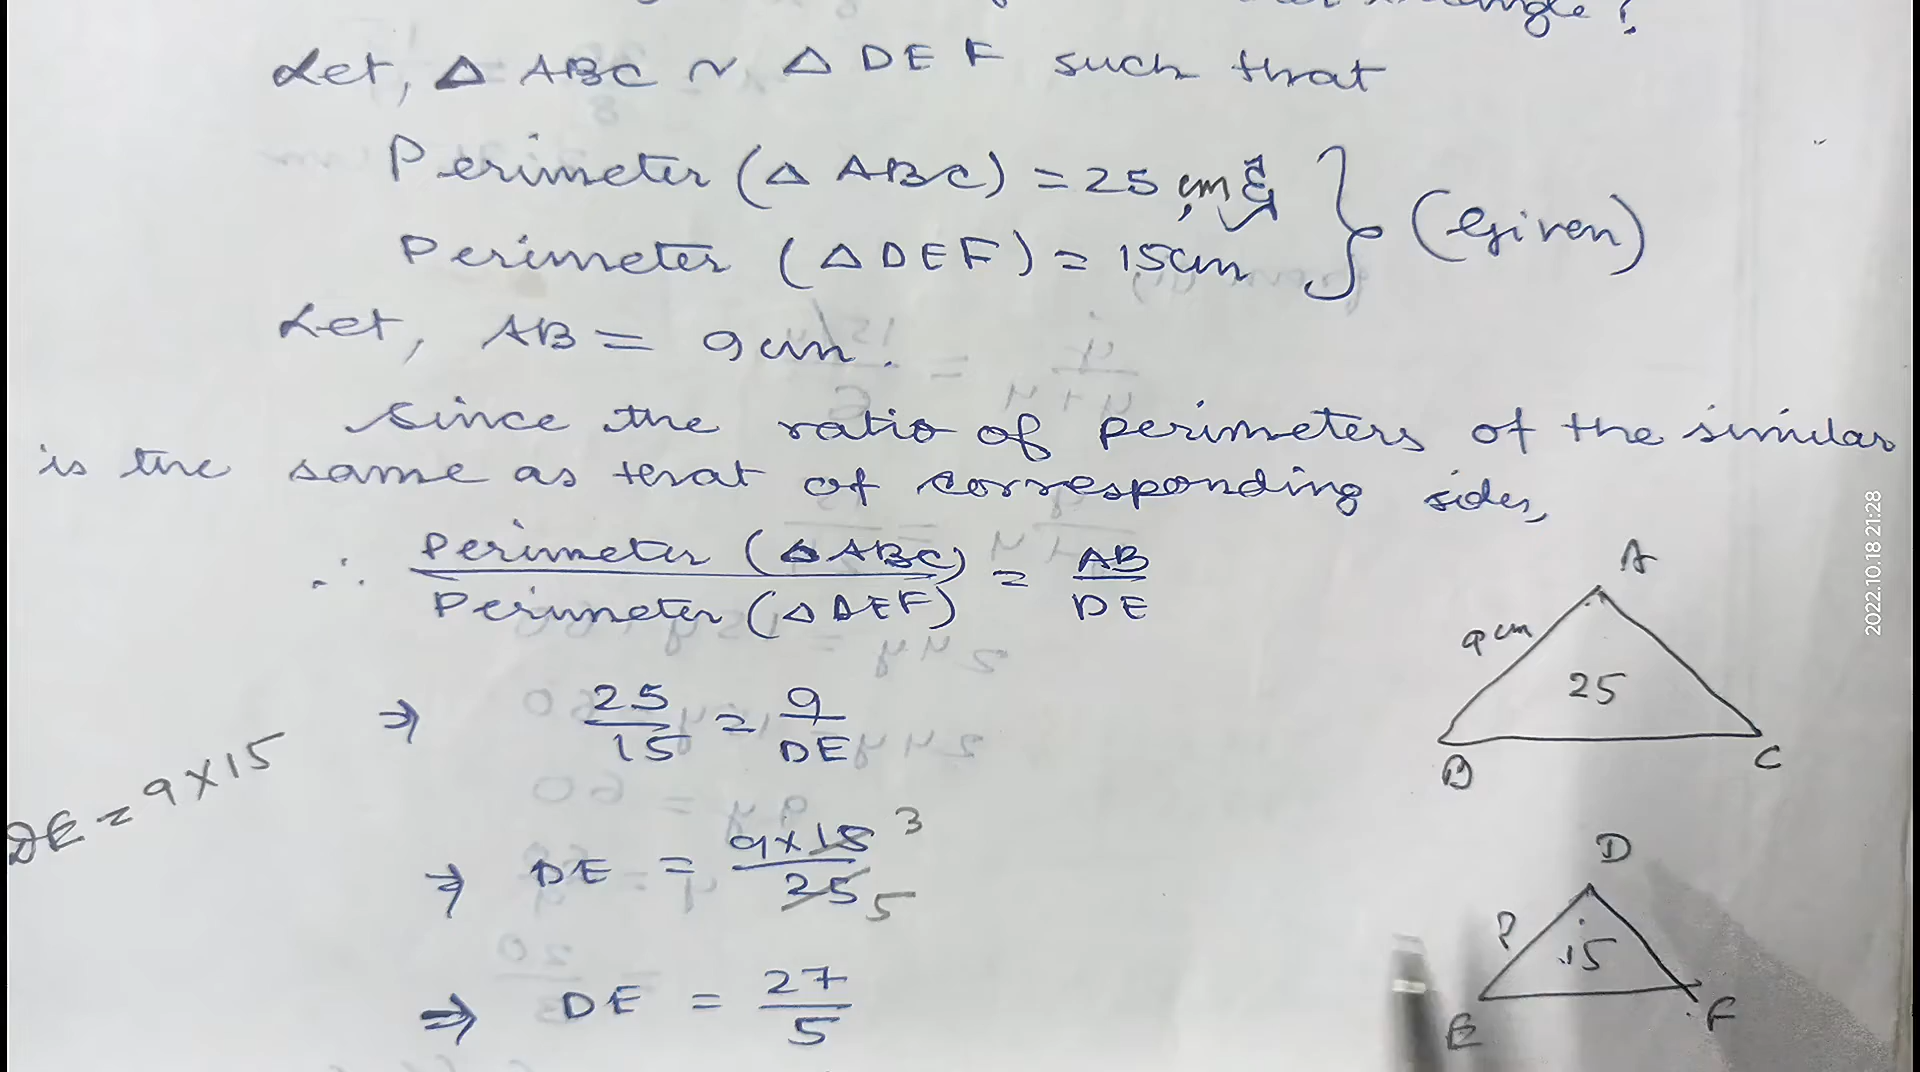 Let, △ ABC ~ △ DEF such that
Perimeter (△ ABC) = 25 cm &
Perimeter (△ DEF) = 15cm } (Given)
Let, AB = 9 cm.
since the ratio of perimeters of the similar
is the same as that of corresponding sides,
∴ Perimeter (△ ABC) / Perimeter (△ DEF) = AB / DE
⇒ 25 / 15 = 9 / DE
DE = 9 × 15
⇒ DE = 9 × 15 3 / 25 5
⇒ DE = 27 / 5
A
9 cm
25
B C
D
?
15
E F
2022.10.18 21:28